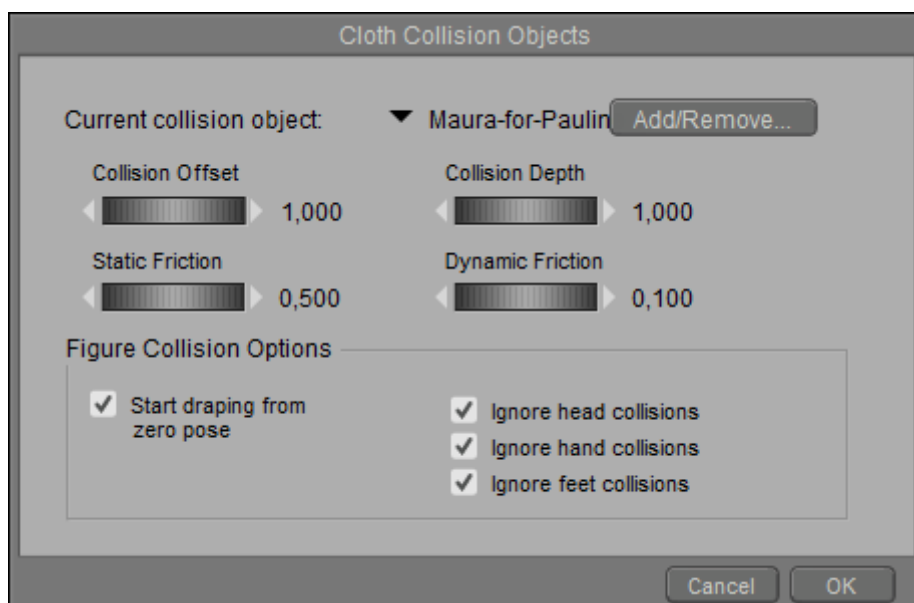 Cloth Collision Objects
Current collision object: Maura-for-Paulin Add/Remove...
Collision Offset Collision Depth
1,000 1,000
Static Friction Dynamic Friction
0,500 0,100
Figure Collision Options
Start draping from
zero pose
Ignore head collisions
Ignore hand collisions
Ignore feet collisions
Cancel OK